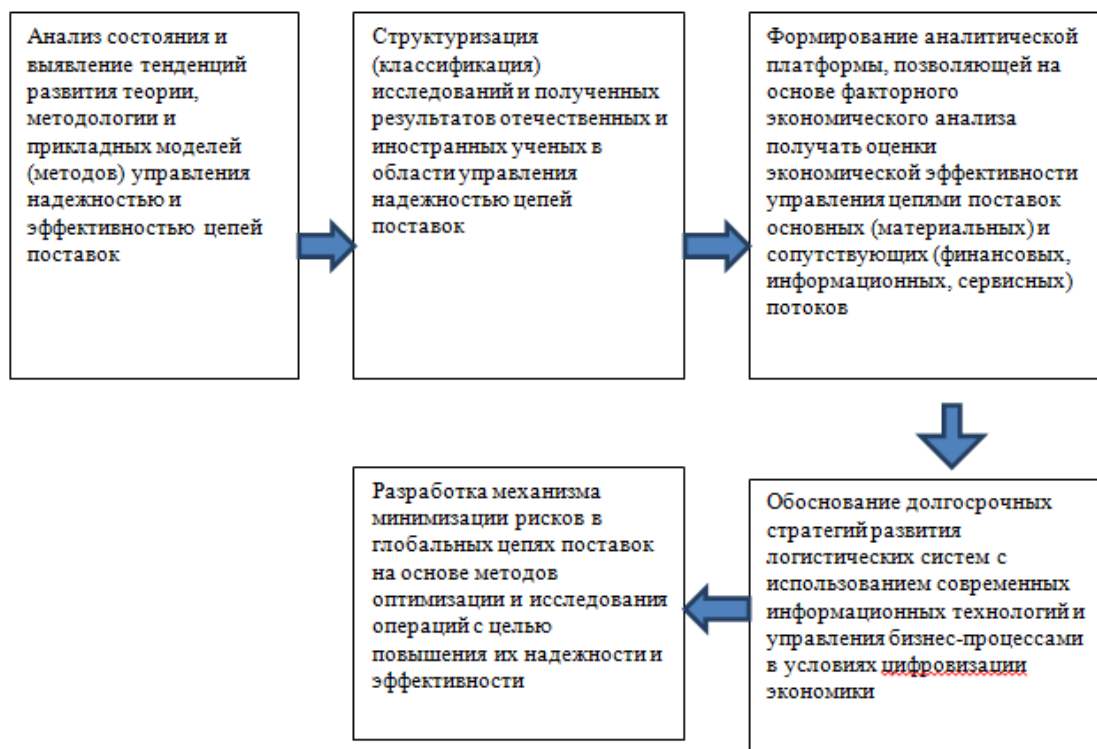 Анализ состояния и
выявление тенденций
развития теории,
методологии и
прикладных моделей
(методов) управления
надежностью и
эффективностью цепей
поставок
Структуризация
(классификация)
исследований и полученных
результатов отечественных и
иностранных ученых в
области управления
надежностью цепей
поставок
Формирование аналитической
платформы, позволяющей на
основе факторного
экономического анализа
получать оценки
экономической эффективности
управления цепями поставок
основных (материальных) и
сопутствующих (финансовых,
информационных, сервисных)
потоков
Обоснование долгосрочных
стратегий развития
логистических систем с
использованием современных
информационных технологий и
управления бизнес-процессами
в условиях цифровизации
экономики
Разработка механизма
минимизации рисков в
глобальных цепях поставок
на основе методов
оптимизации и исследования
операций с целью
повышения их надежности и
эффективности